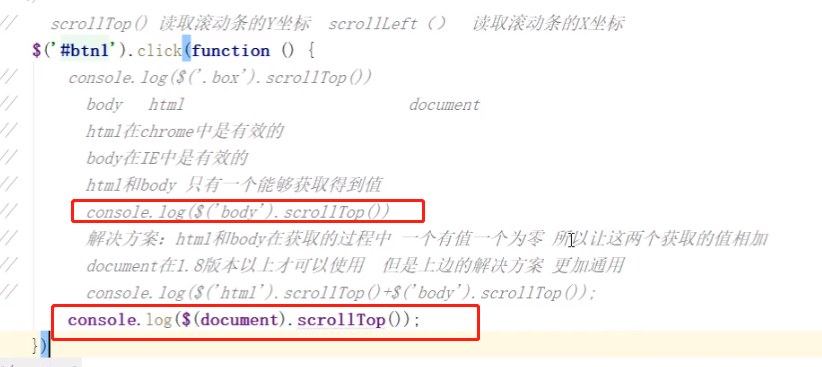 // scrollTop() 读取滚动条的Y坐标 scrollLeft () 读取滚动条的X坐标
$('#btn1').click(function () {
// console.log($('.box').scrollTop())
// body html document
// html在chrome中是有效的
// body在IE中是有效的
// html和body 只有一个能够获取得到值
// console.log($('body').scrollTop())
// 解决方案：html和body在获取的过程中 一个有值一个为零 所以让这两个获取的值相加
// document在1.8版本以上才可以使用 但是上边的解决方案 更加通用
// console.log($('html').scrollTop()+$('body').scrollTop());
console.log($(document).scrollTop());
})